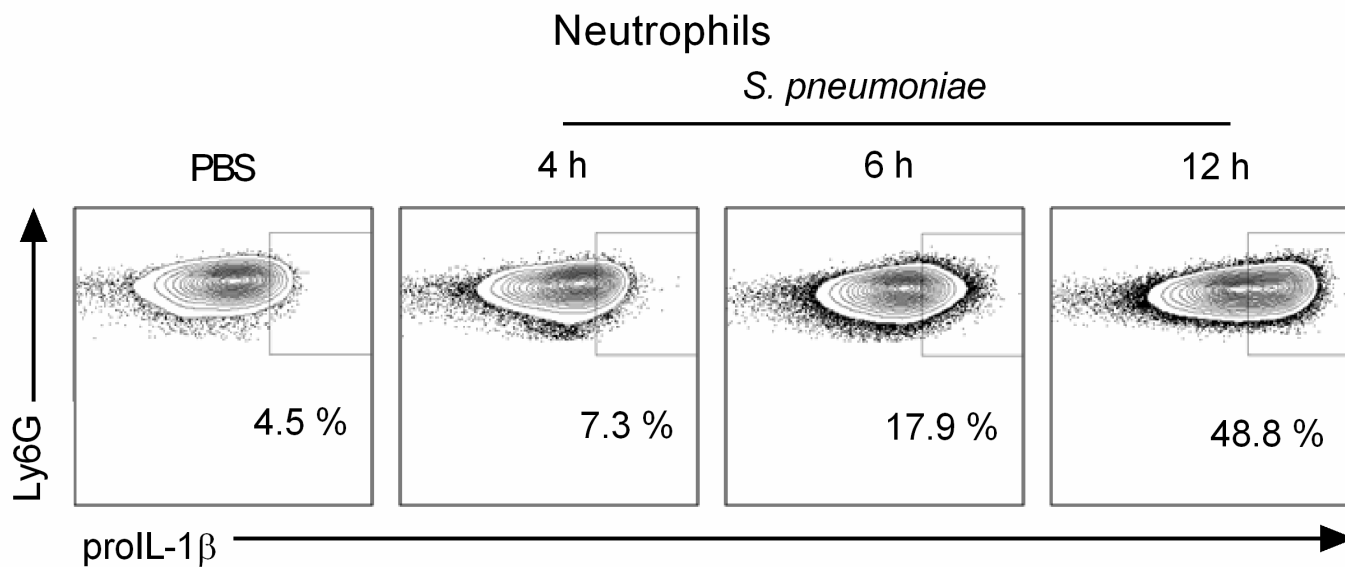 Neutrophils
S. pneumoniae
PBS
4 h
6 h
12 h
Ly6G
4.5 %
7.3 %
17.9 %
48.8 %
proIL-1β